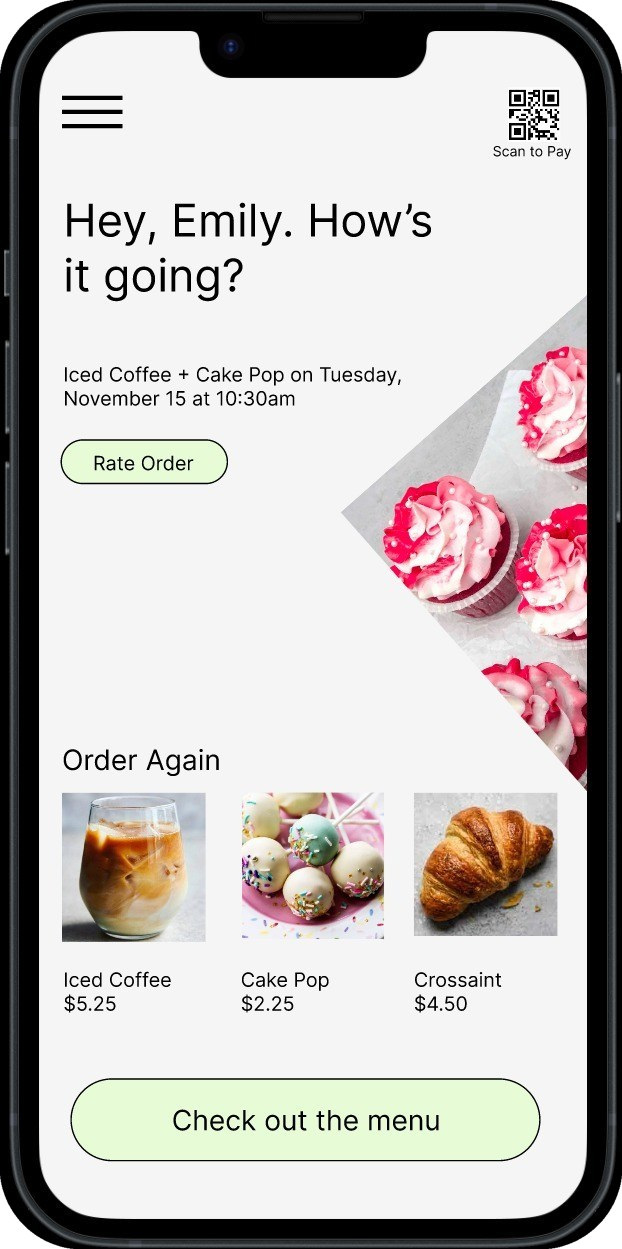 Scan to Pay
Hey, Emily. How’s
it going?
Iced Coffee + Cake Pop on Tuesday,
November 15 at 10:30am
Rate Order
Order Again
Iced Coffee
$5.25
Cake Pop
$2.25
Crossaint
$4.50
Check out the menu